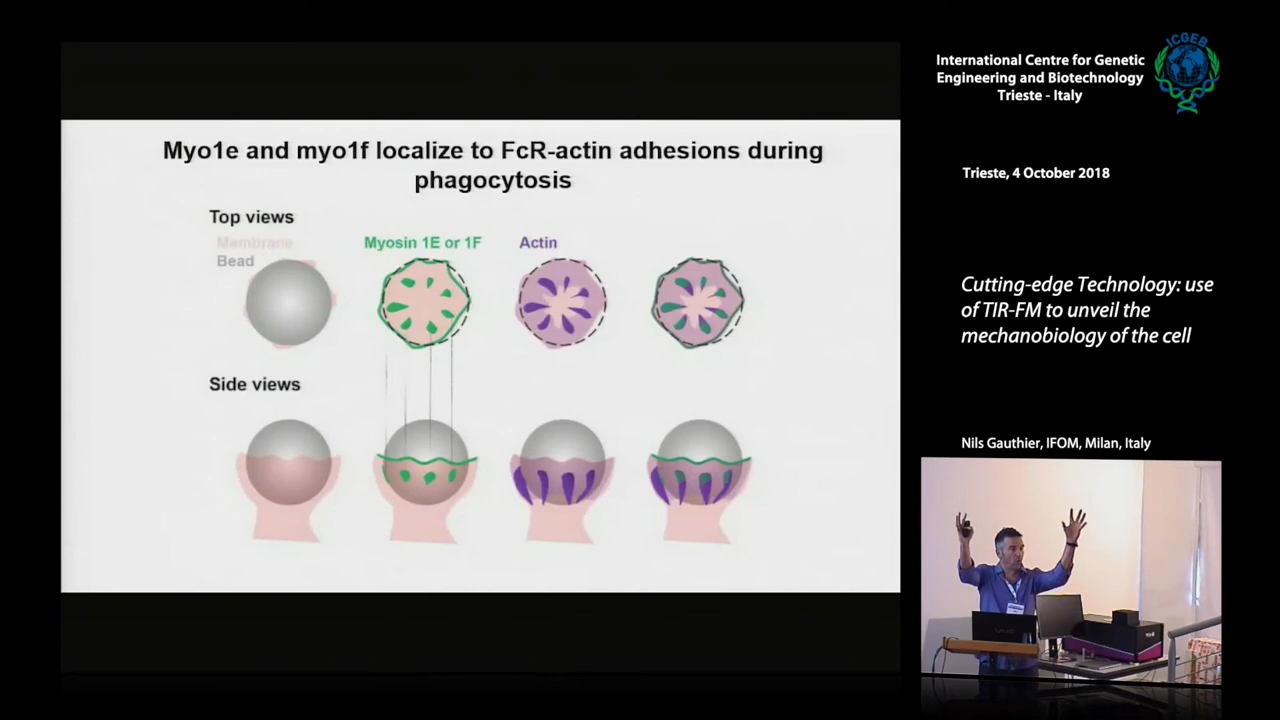 Myo1e and myo1f localize to FcR-actin adhesions during
phagocytosis
Top views
Membrane
Bead
Myosin 1E or 1F
Actin
Side views
ICGEB
International Centre for Genetic
Engineering and Biotechnology
Trieste - Italy
Trieste, 4 October 2018
Cutting-edge Technology: use
of TIR-FM to unveil the
mechanobiology of the cell
Nils Gauthier, IFOM, Milan, Italy